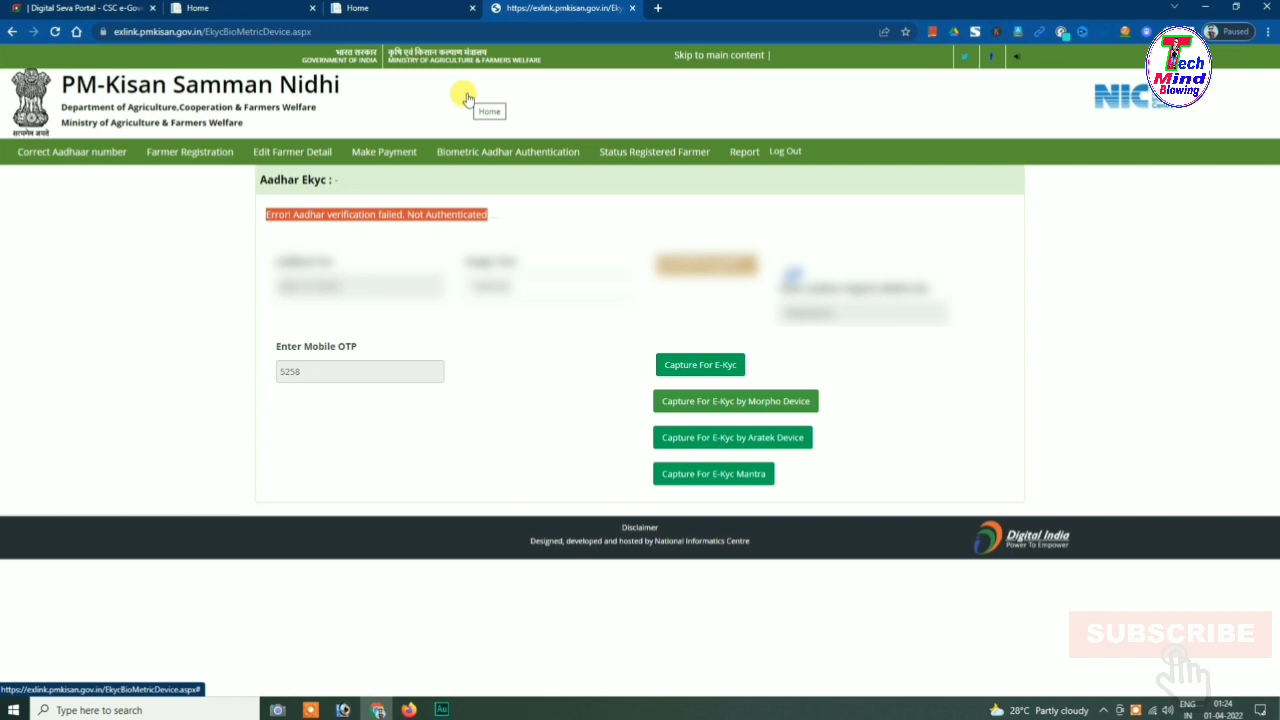 | Digital Seva Portal - CSC e-Gov
Home
Home
https://exlink.pmkisan.gov.in/Eky
exlink.pmkisan.gov.in/EkycBioMetricDevice.aspx
Paused
भारत सरकार
GOVERNMENT OF INDIA
कृषि एवं किसान कल्याण मंत्रालय
MINISTRY OF AGRICULTURE & FARMERS WELFARE
Skip to main content |
Tech
Mind
Blowing
PM-Kisan Samman Nidhi
Department of Agriculture,Cooperation & Farmers Welfare
Ministry of Agriculture & Farmers Welfare
सत्यमेव जयते
Home
NIC
Correct Aadhaar number
Farmer Registration
Edit Farmer Detail
Make Payment
Biometric Aadhar Authentication
Status Registered Farmer
Report
Log Out
Aadhar Ekyc : -
Error! Aadhar verification failed. Not Authenticated
Enter Mobile OTP
5258
Capture For E-Kyc
Capture For E-Kyc by Morpho Device
Capture For E-Kyc by Aratek Device
Capture For E-Kyc Mantra
Disclaimer
Designed, developed and hosted by National Informatics Centre
Digital India
Power To Empower
SUBSCRIBE
https://exlink.pmkisan.gov.in/EkycBioMetricDevice.aspx#
Type here to search
Au
28°C Partly cloudy
ENG
IN
01:24
01-04-2022